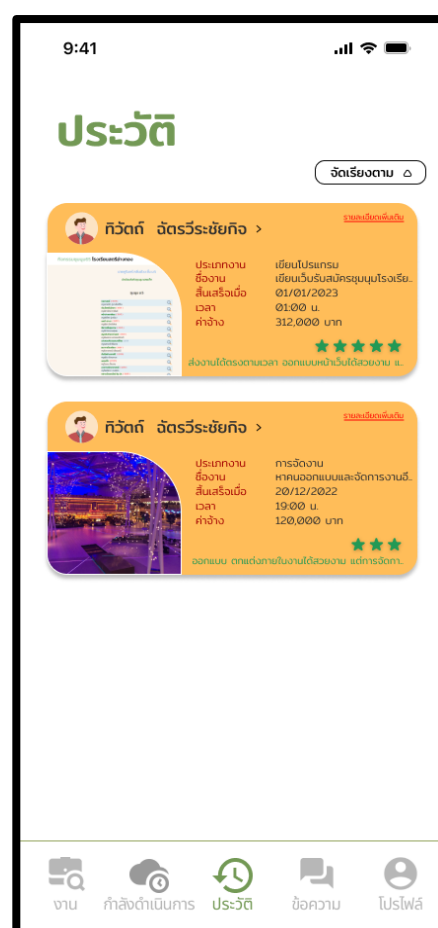 9:41
ประวัติ
จัดเรียงตาม
ทิวัตถ์ ฉัตรวีระชัยกิจ >
รายละเอียดเพิ่มเติม
ประเภทงาน เขียนโปรแกรม
ชื่องาน เขียนเว็บรับสมัครชุมนุมโรงเรีย..
สิ้นเสร็จเมื่อ 01/01/2023
เวลา 01:00 น.
ค่าจ้าง 312,000 บาท
ส่งงานได้ตรงตามเวลา ออกแบบหน้าเว็บได้สวยงาม แ..
ทิวัตถ์ ฉัตรวีระชัยกิจ >
รายละเอียดเพิ่มเติม
ประเภทงาน การจัดงาน
ชื่องาน หาคนออกแบบและจัดการงานอี..
สิ้นเสร็จเมื่อ 20/12/2022
เวลา 19:00 น.
ค่าจ้าง 120,000 บาท
ออกแบบ ตกแต่งภายในงานได้สวยงาม แต่การจัดกา..
งาน กำลังดำเนินการ ประวัติ ข้อความ โปรไฟล์